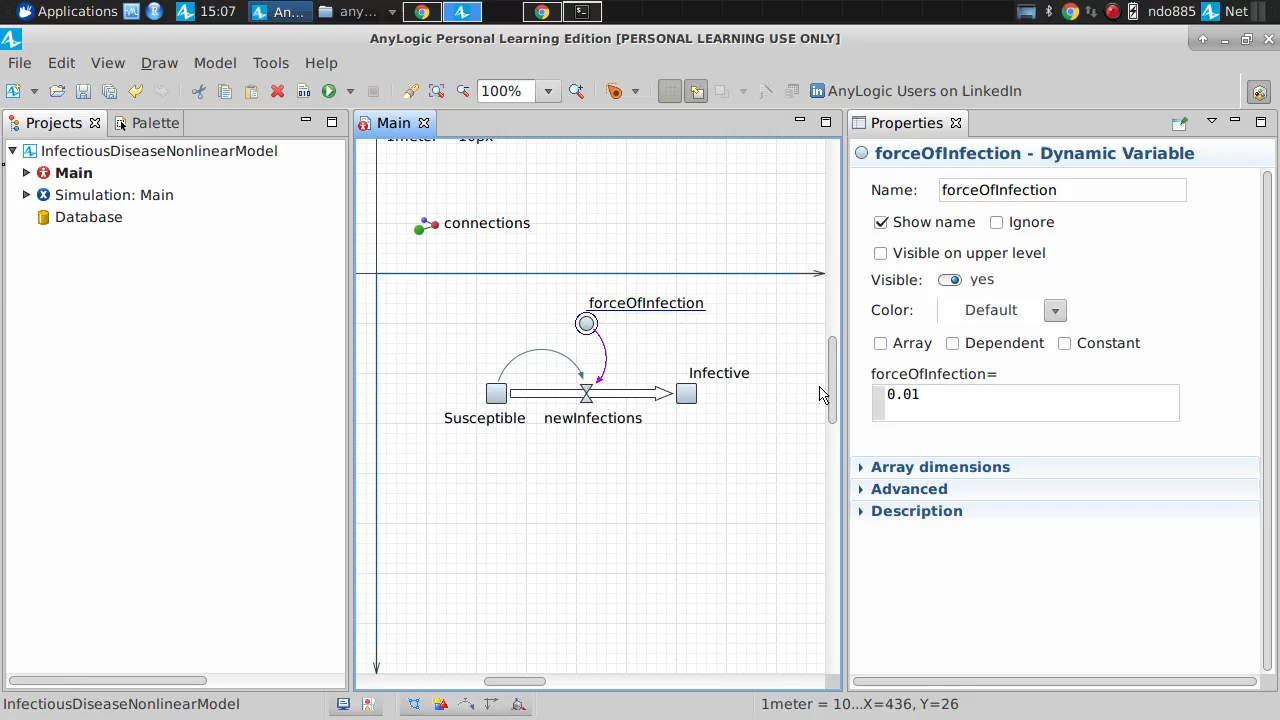 Applications 15:07 An... any... ndo885 Net
AnyLogic Personal Learning Edition [PERSONAL LEARNING USE ONLY]
File Edit View Draw Model Tools Help
100% AnyLogic Users on LinkedIn
Projects Palette Main Properties
InfectiousDiseaseNonlinearModel
Main
Simulation: Main
Database
connections
forceOfInfection
Infective
Susceptible newInfections
forceOfInfection - Dynamic Variable
Name: forceOfInfection
Show name Ignore
Visible on upper level
Visible: yes
Color: Default
Array Dependent Constant
forceOfInfection=
0.01
Array dimensions
Advanced
Description
InfectiousDiseaseNonlinearModel 1meter = 10...X=436, Y=26